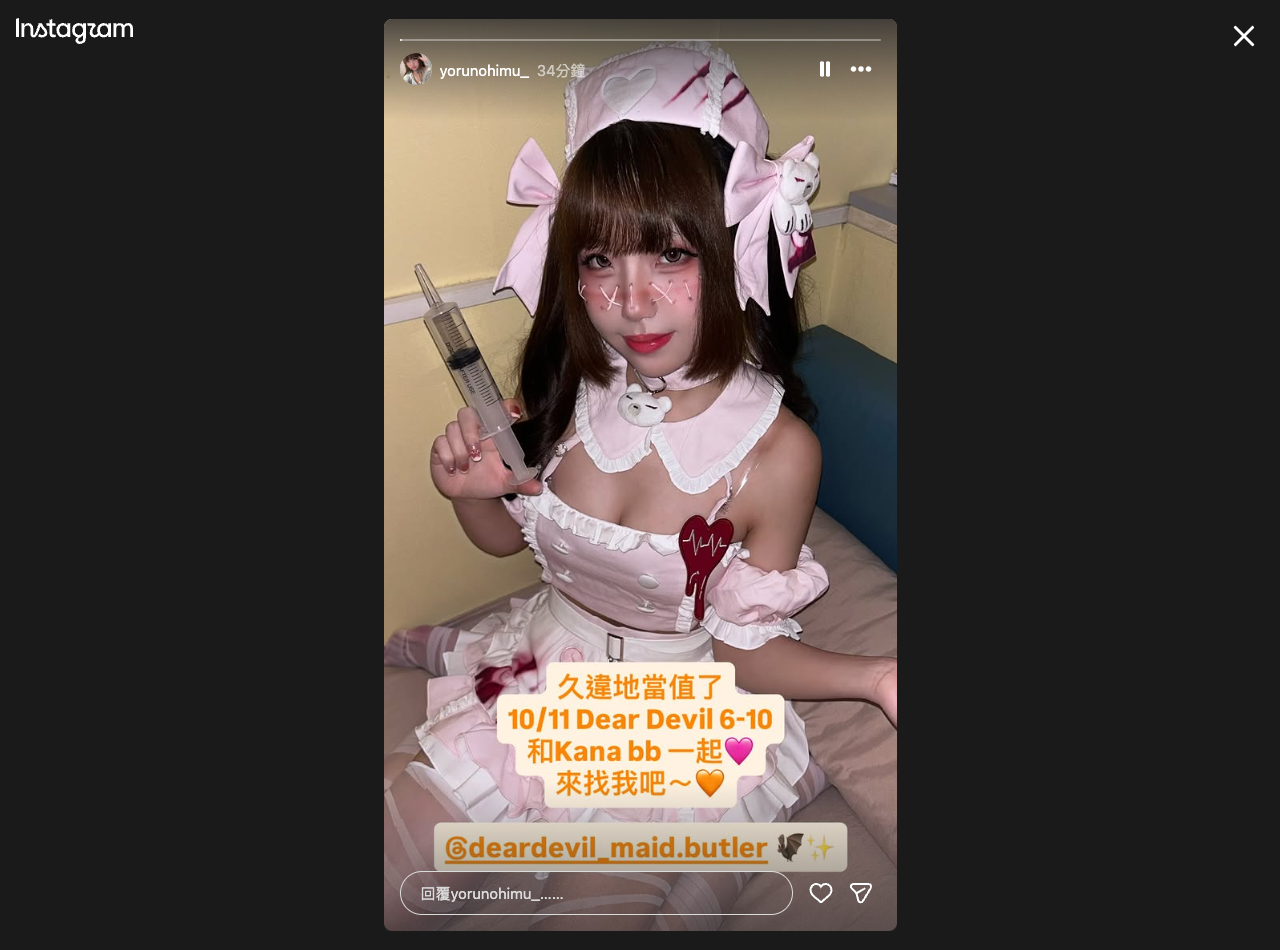 Instagram
yorunohimu_ 34分鐘
久違地當值了
10/11 Dear Devil 6-10
和Kana bb 一起🩷
來找我吧～🧡
@deardevil_maid.butler 🦇✨
回覆yorunohimu_……